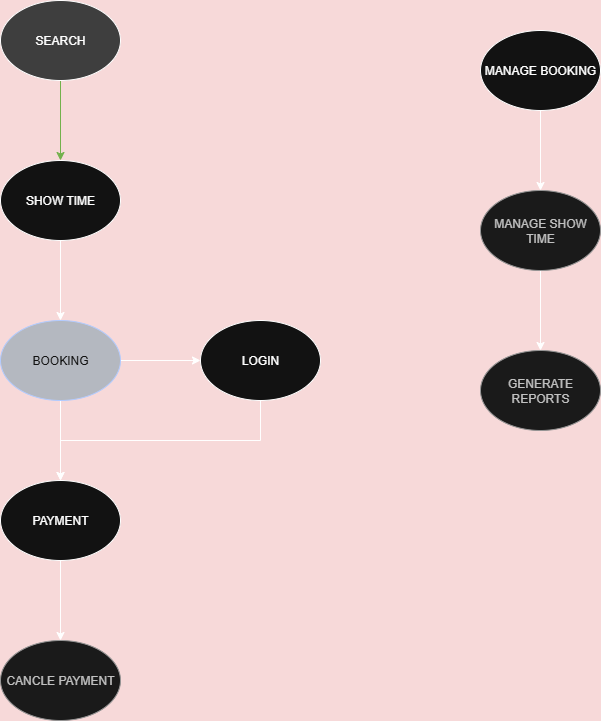 SEARCH
SHOW TIME
BOOKING
LOGIN
PAYMENT
CANCLE PAYMENT
MANAGE BOOKING
MANAGE SHOW
TIME
GENERATE
REPORTS